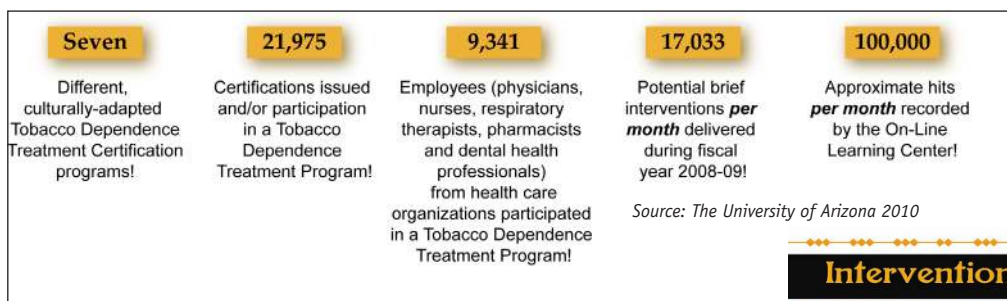 Seven
Different,
culturally-adapted
Tobacco Dependence
Treatment Certification
programs!
21,975
Certifications issued
and/or participation
in a Tobacco
Dependence
Treatment Program!
9,341
Employees (physicians,
nurses, respiratory
therapists, pharmacists
and dental health
professionals)
from health care
organizations participated
in a Tobacco Dependence
Treatment Program!
17,033
Potential brief
interventions per
month delivered
during fiscal
year 2008-09!
100,000
Approximate hits
per month recorded
by the On-Line
Learning Center!
Source: The University of Arizona 2010
Intervention